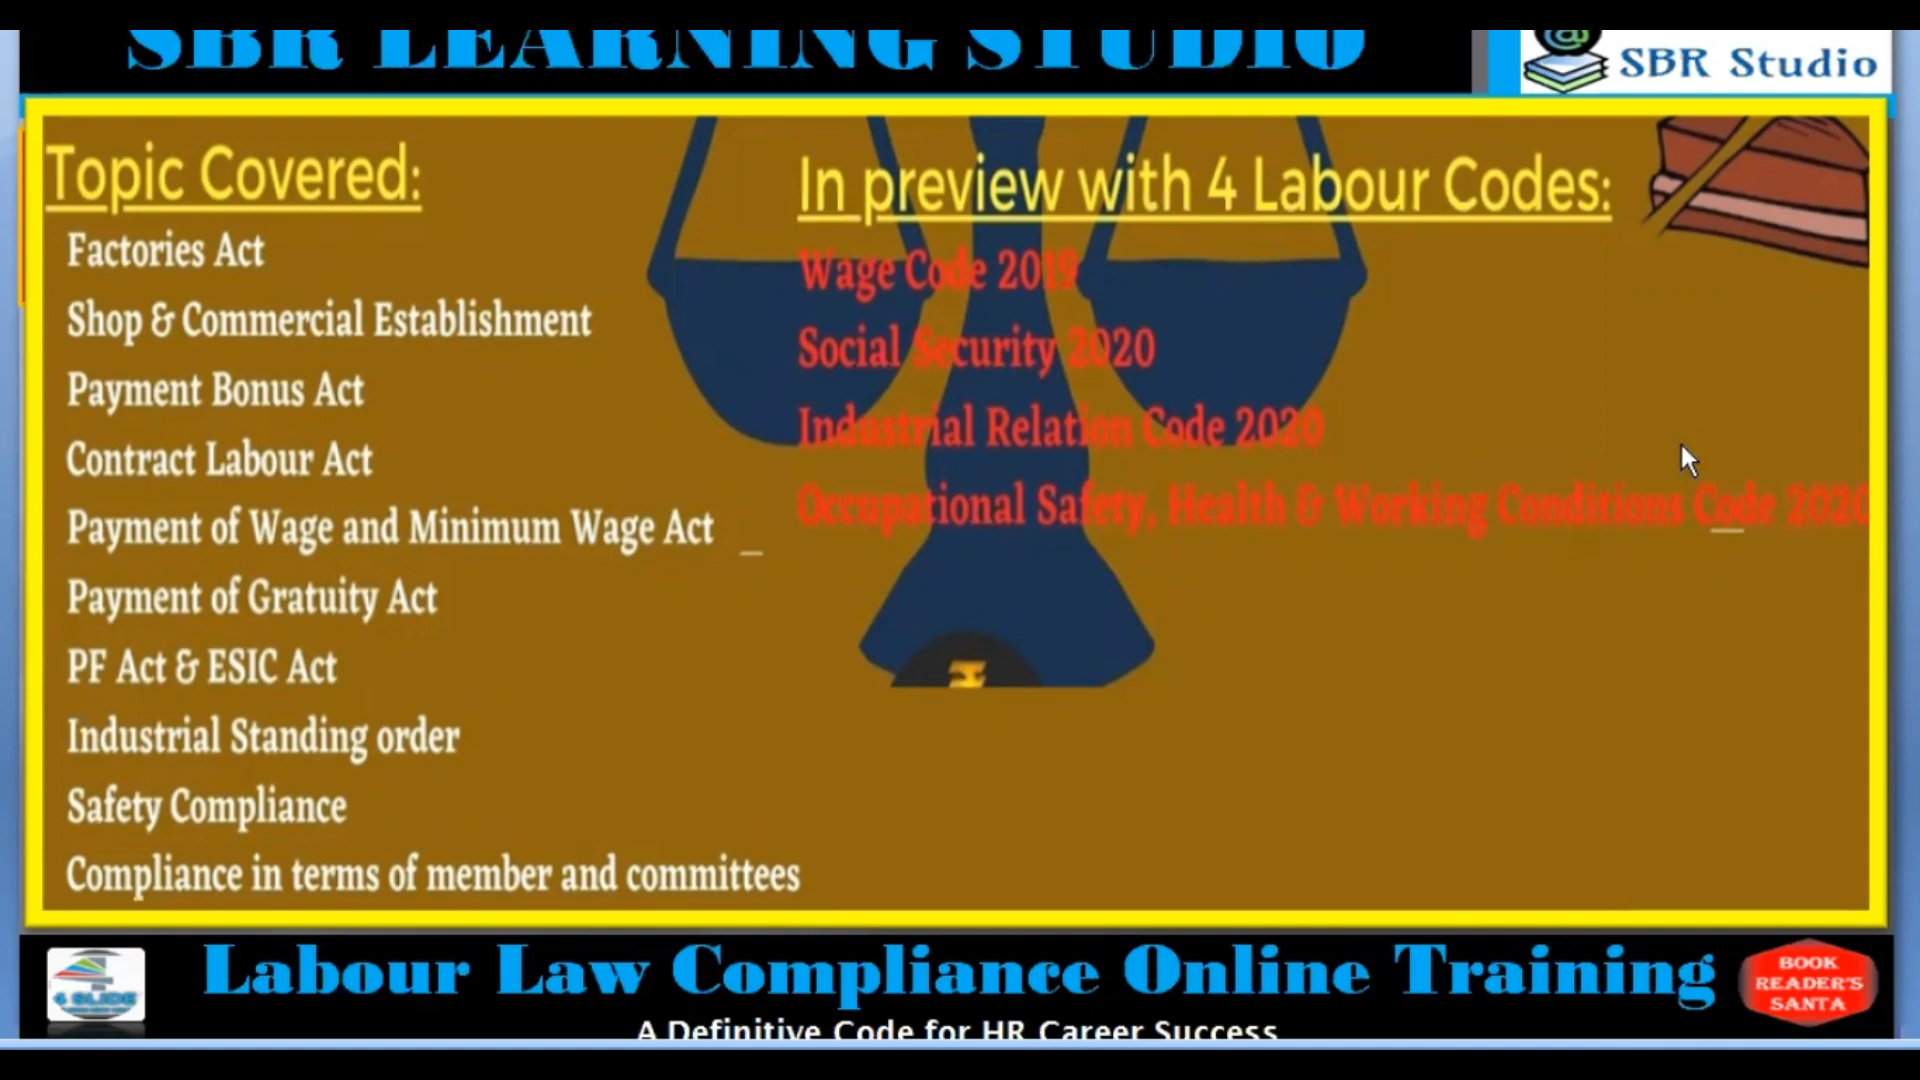 SBR LEARNING STUDIO
@
SBR Studio
Topic Covered:
Factories Act
Shop & Commercial Establishment
Payment Bonus Act
Contract Labour Act
Payment of Wage and Minimum Wage Act _
Payment of Gratuity Act
PF Act & ESIC Act
Industrial Standing order
Safety Compliance
Compliance in terms of member and committees
In preview with 4 Labour Codes:
Wage Code 2019
Social Security 2020
Industrial Relation Code 2020
Occupational Safety, Health & Working Conditions Code 2020
4 SLIDE
Labour Law Compliance Online Training
A Definitive Code for HR Career Success
BOOK
READER'S
SANTA